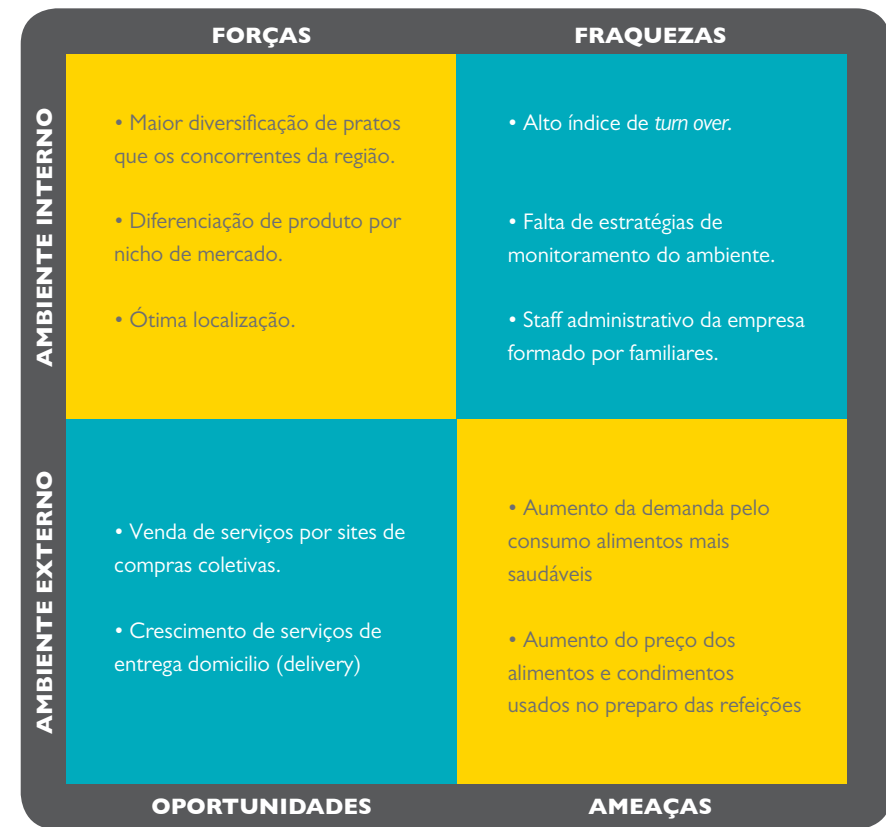 FORÇAS
FRAQUEZAS
AMBIENTE INTERNO
• Maior diversificação de pratos
que os concorrentes da região.
• Diferenciação de produto por
nicho de mercado.
• Ótima localização.
• Alto índice de turn over.
• Falta de estratégias de
monitoramento do ambiente.
• Staff administrativo da empresa
formado por familiares.
AMBIENTE EXTERNO
• Venda de serviços por sites de
compras coletivas.
• Crescimento de serviços de
entrega domicilio (delivery)
• Aumento da demanda pelo
consumo alimentos mais
saudáveis
• Aumento do preço dos
alimentos e condimentos
usados no preparo das refeições
OPORTUNIDADES
AMEAÇAS